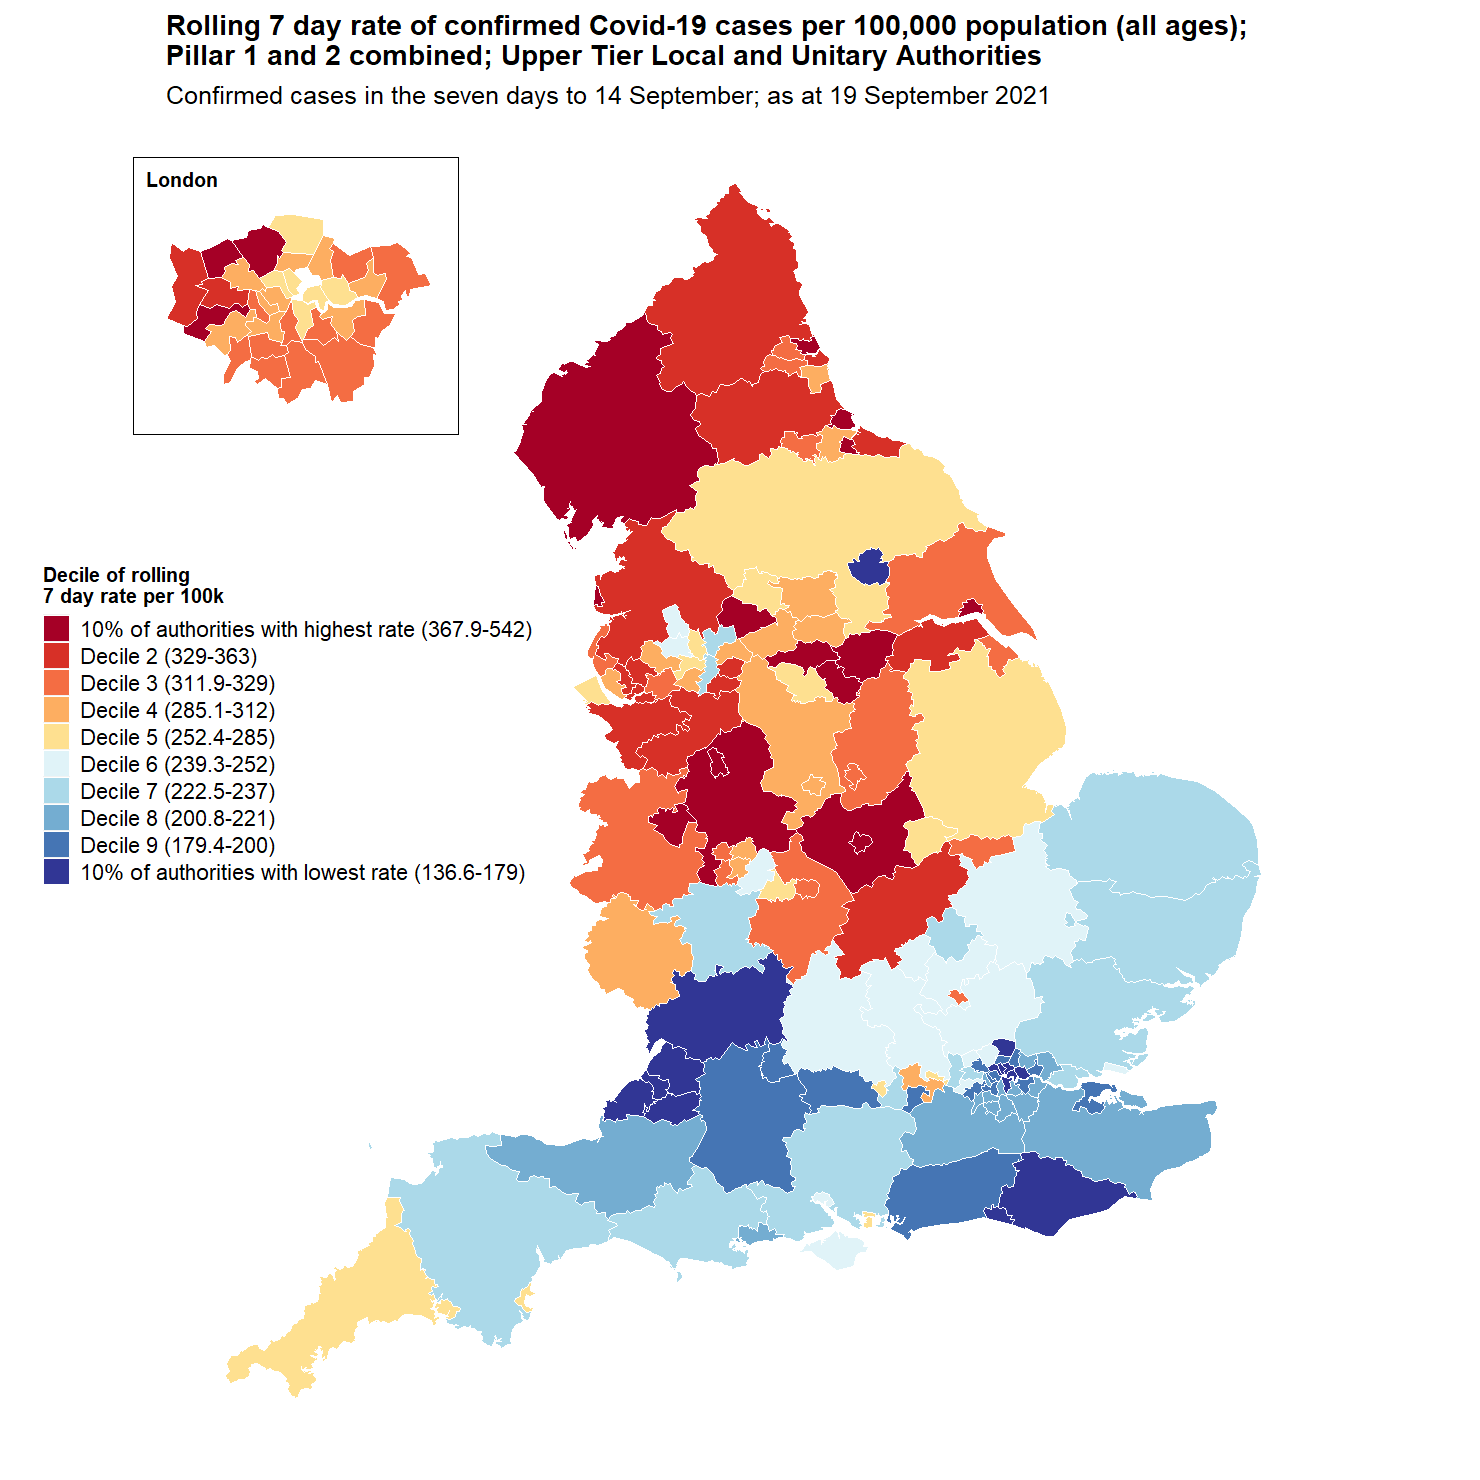 Rolling 7 day rate of confirmed Covid-19 cases per 100,000 population (all ages);
Pillar 1 and 2 combined; Upper Tier Local and Unitary Authorities
Confirmed cases in the seven days to 14 September; as at 19 September 2021
London
Decile of rolling
7 day rate per 100k
10% of authorities with highest rate (367.9-542)
Decile 2 (329-363)
Decile 3 (311.9-329)
Decile 4 (285.1-312)
Decile 5 (252.4-285)
Decile 6 (239.3-252)
Decile 7 (222.5-237)
Decile 8 (200.8-221)
Decile 9 (179.4-200)
10% of authorities with lowest rate (136.6-179)